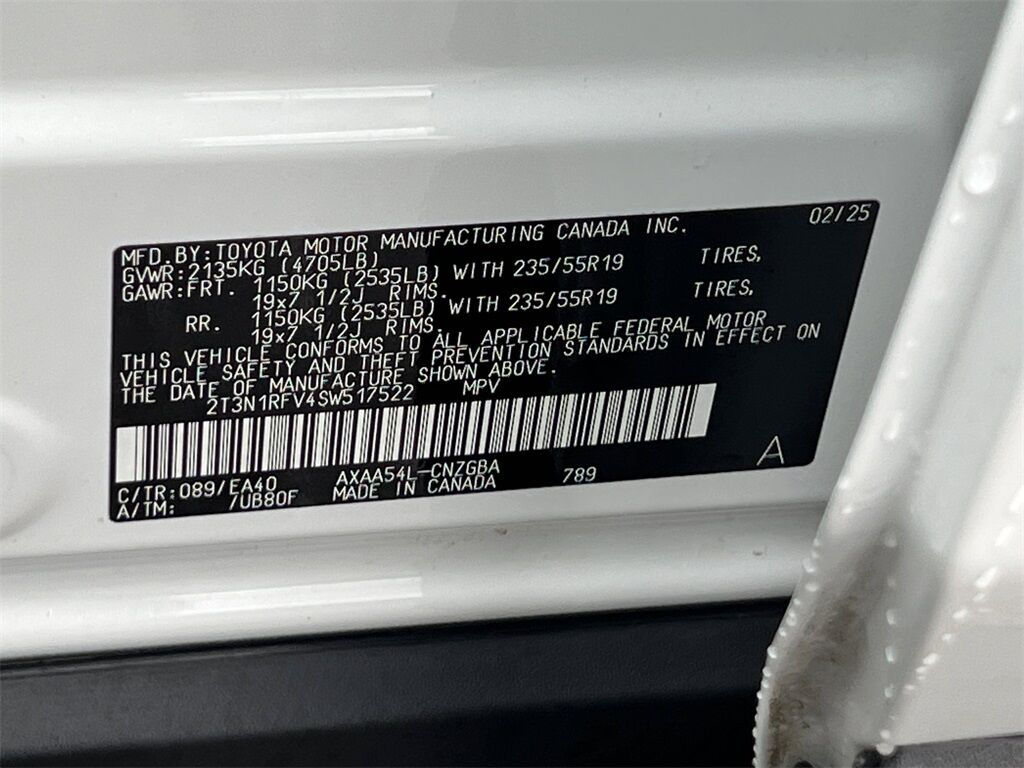 02/25
MFD.BY:TOYOTA MOTOR MANUFACTURING CANADA INC.
GVWR:2135KG (4705LB)
GAWR:FRT. 1150KG (2535LB) WITH 235/55R19 TIRES,
19x7 1/2J RIMS.
RR. 1150KG (2535LB) WITH 235/55R19 TIRES,
19x7 1/2J RIMS.
THIS VEHICLE CONFORMS TO ALL APPLICABLE FEDERAL MOTOR
VEHICLE SAFETY AND THEFT PREVENTION STANDARDS IN EFFECT ON
THE DATE OF MANUFACTURE SHOWN ABOVE.
2T3N1RFV4SW517522 MPV
C/TR:089/EA40 AXAA54L-CNZGBA 789 A
A/TM: /UB80F MADE IN CANADA